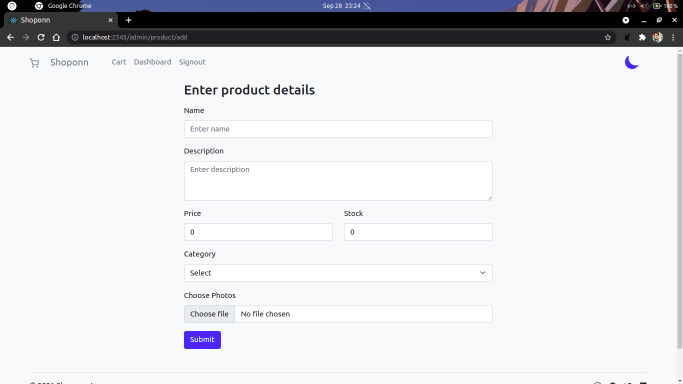 Google Chrome
Sep 28 23:24
100 %
Shoponn
localhost:2345/admin/product/add
Shoponn Cart Dashboard Signout
Enter product details
Name
Enter name
Description
Enter description
Price Stock
0 0
Category
Select
Choose Photos
Choose file No file chosen
Submit